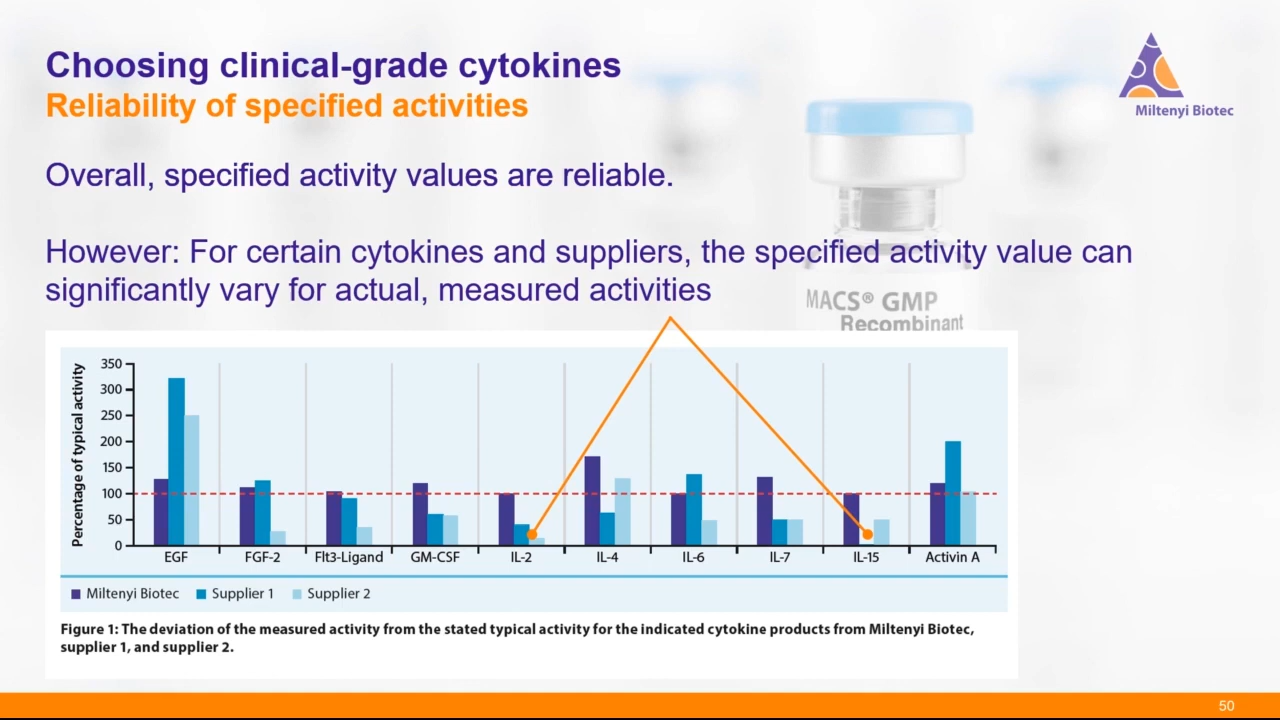 Choosing clinical-grade cytokines
Reliability of specified activities
Miltenyi Biotec
Overall, specified activity values are reliable.
However: For certain cytokines and suppliers, the specified activity value can
significantly vary for actual, measured activities
MACS® GMP
Recombinant
Percentage of typical activity
350
300
250
200
150
100
50
0
EGF FGF-2 Flt3-Ligand GM-CSF IL-2 IL-4 IL-6 IL-7 IL-15 Activin A
Miltenyi Biotec Supplier 1 Supplier 2
Figure 1: The deviation of the measured activity from the stated typical activity for the indicated cytokine products from Miltenyi Biotec,
supplier 1, and supplier 2.
50